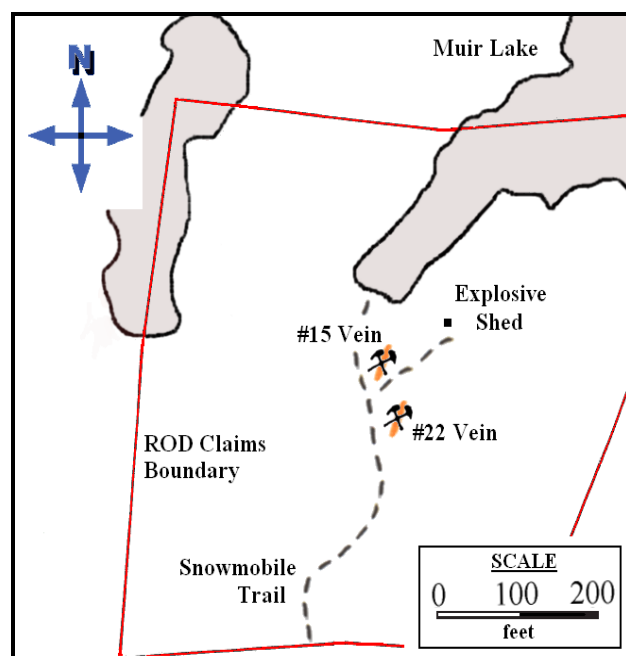 N
Muir Lake
Explosive
Shed
#15 Vein
#22 Vein
ROD Claims
Boundary
Snowmobile
Trail
SCALE
0 100 200
feet